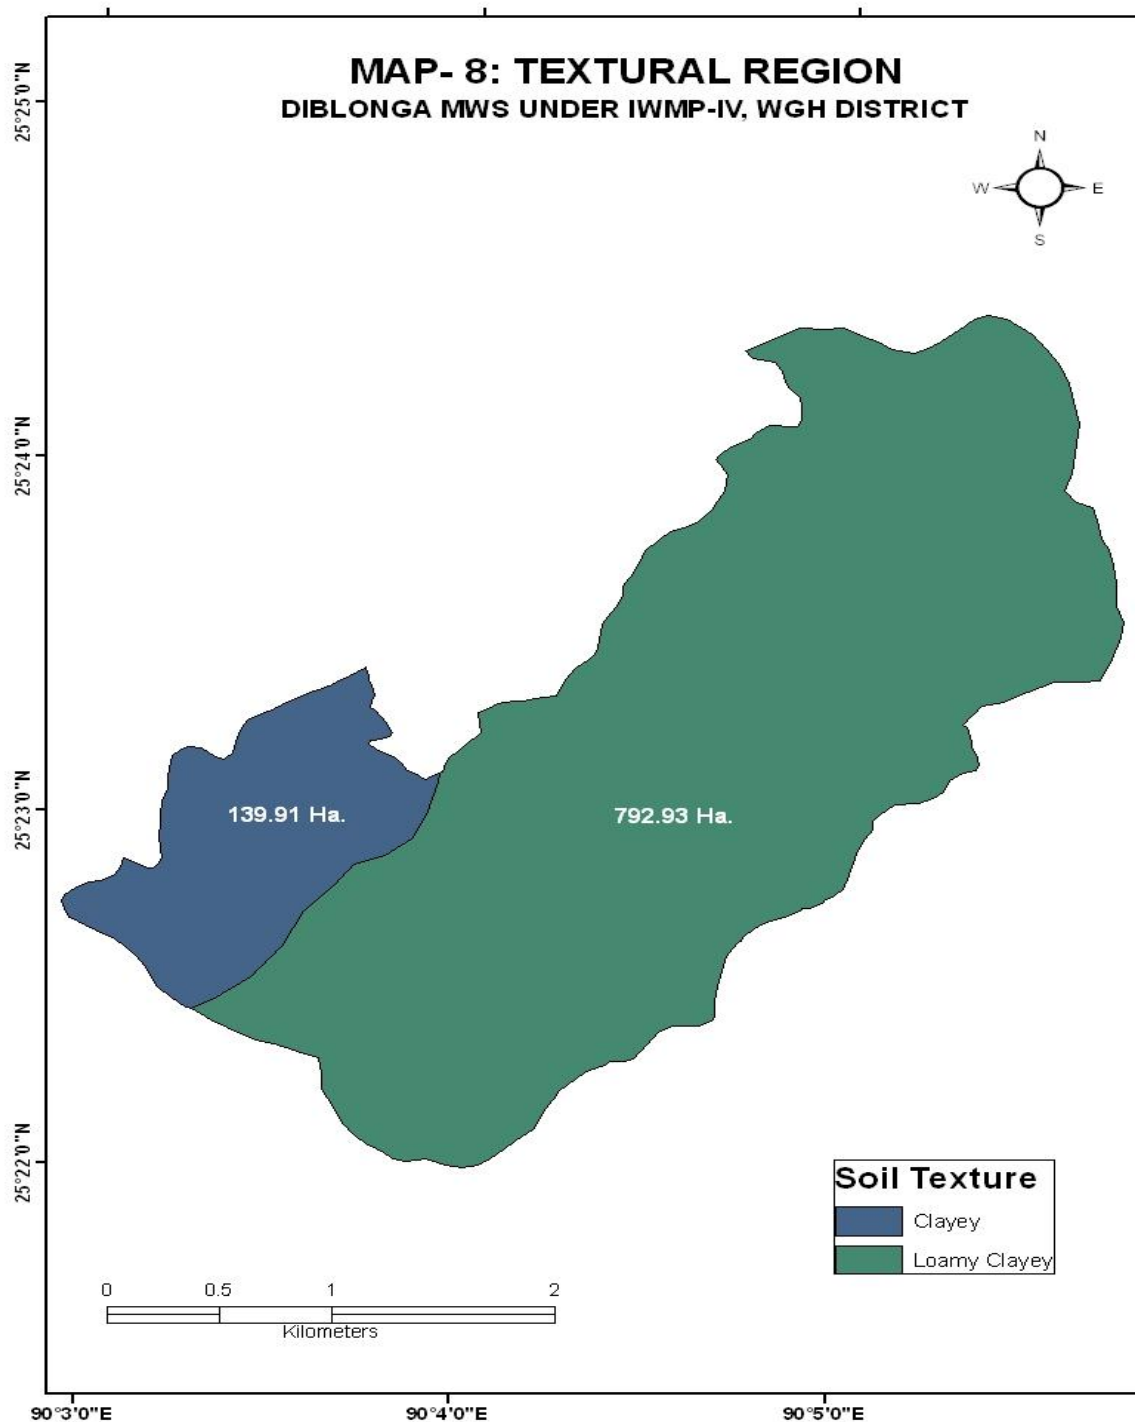 MAP- 8: TEXTURAL REGION
DIBLONGA MWS UNDER IWMP-IV, WGH DISTRICT
N
W
E
S
25°25'0"N
25°24'0"N
25°23'0"N
25°22'0"N
139.91 Ha.
792.93 Ha.
Soil Texture
Clayey
Loamy Clayey
0 0.5 1 2
Kilometers
90°3'0"E 90°4'0"E 90°5'0"E